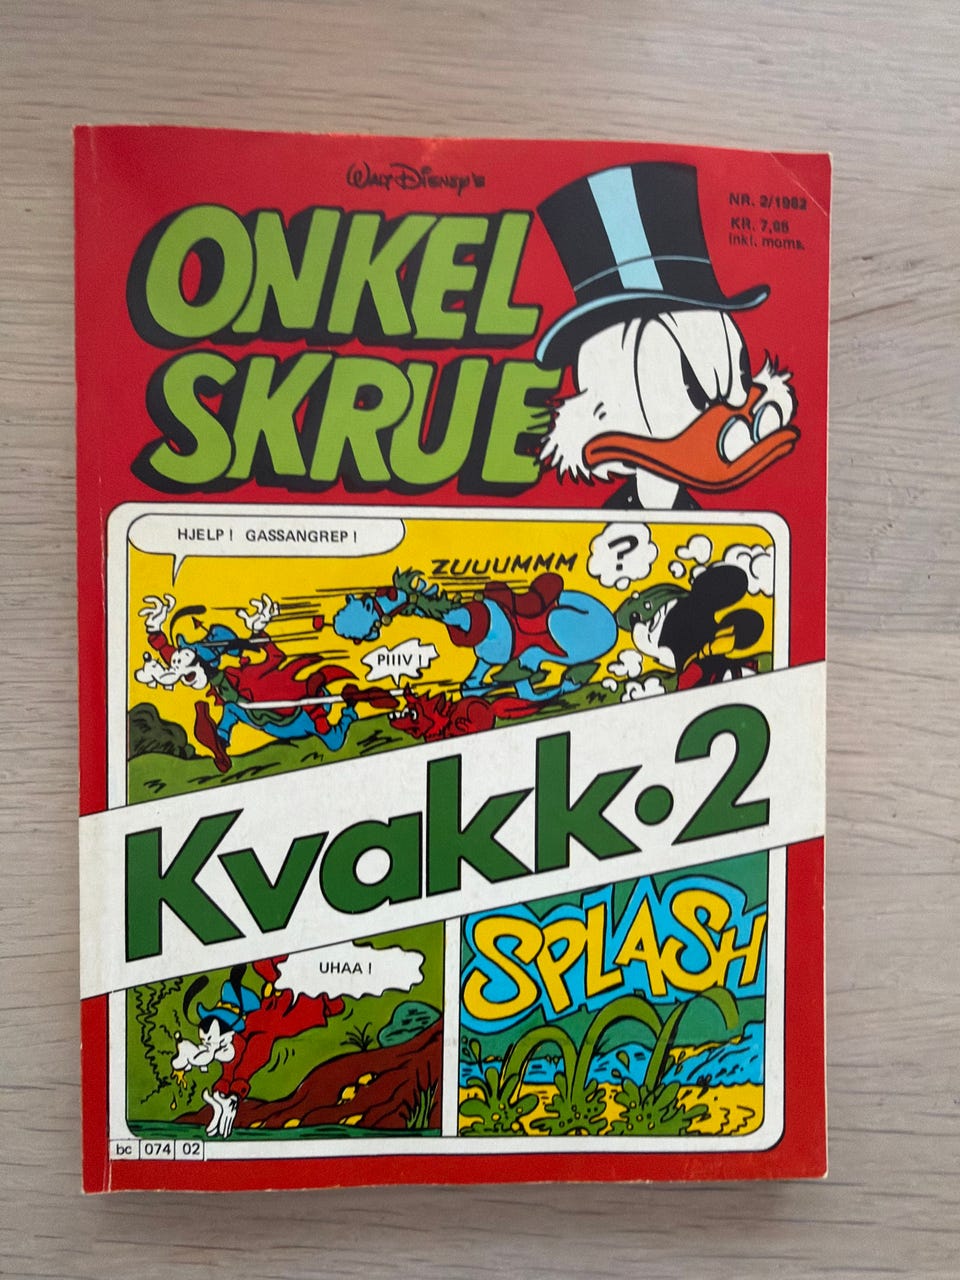 Walt Disney's
ONKEL
SKRUE
NR. 2/1982
KR. 7,95
inkl. moms.
HJELP! GASSANGREP!
ZUUUMMM
?
PIIIV!
Kvakk·2
UHAA!
SPLASH
bc 074 02